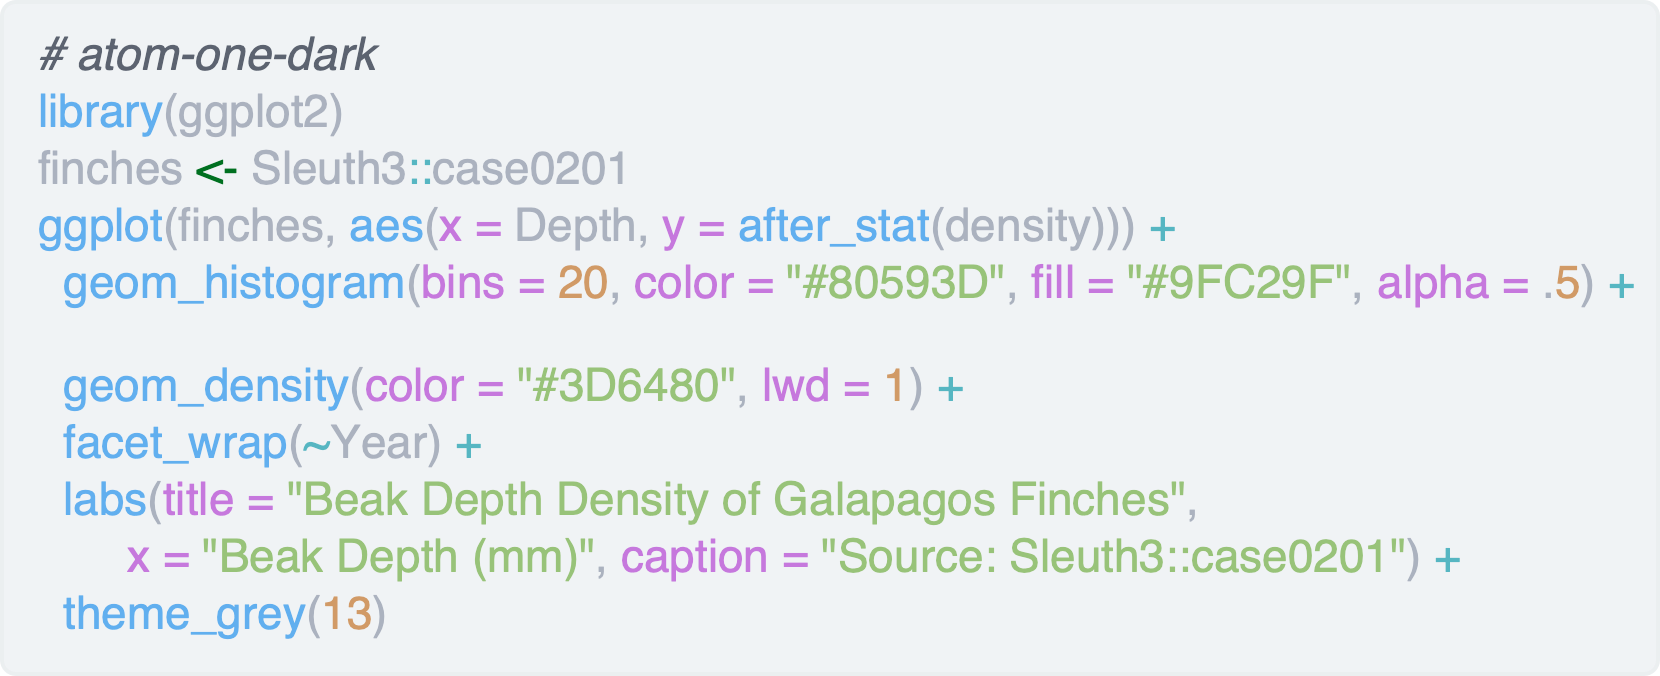 # atom-one-dark
library(ggplot2)
finches <- Sleuth3::case0201
ggplot(finches, aes(x = Depth, y = after_stat(density))) +
  geom_histogram(bins = 20, color = "#80593D", fill = "#9FC29F", alpha = .5) +
  geom_density(color = "#3D6480", lwd = 1) +
  facet_wrap(~Year) +
  labs(title = "Beak Depth Density of Galapagos Finches",
       x = "Beak Depth (mm)", caption = "Source: Sleuth3::case0201") +
  theme_grey(13)